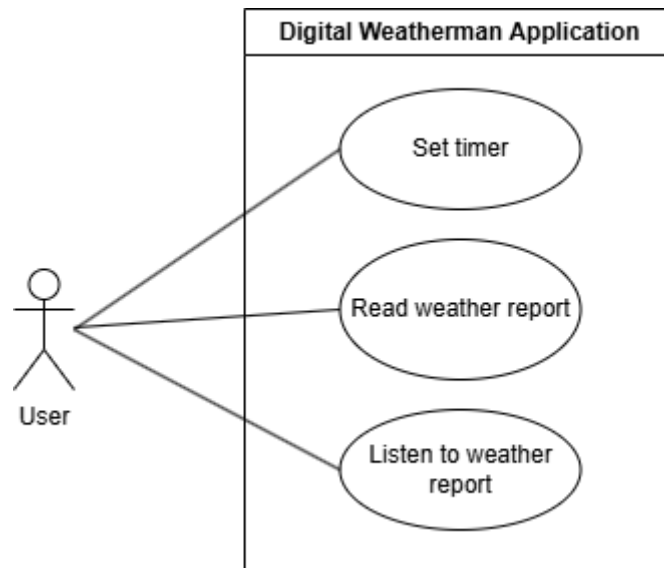 Digital Weatherman Application
Set timer
Read weather report
User
Listen to weather
report